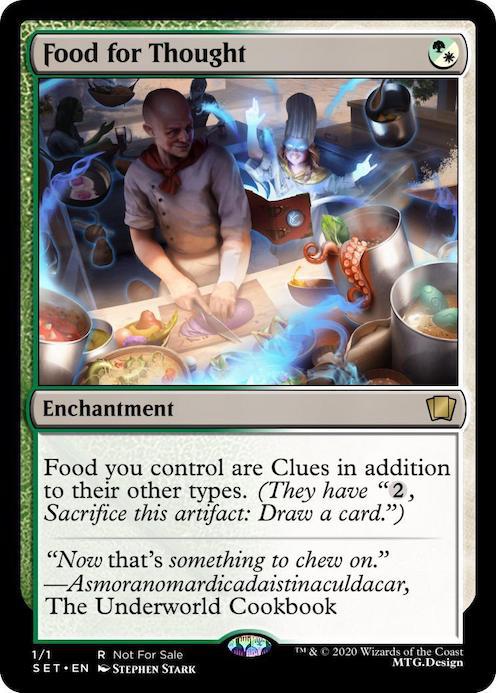 Food for Thought
Enchantment
Food you control are Clues in addition
to their other types. (They have “2,
Sacrifice this artifact: Draw a card.”)
“Now that’s something to chew on.”
—Asmoranomardicadaistinaculdacar,
The Underworld Cookbook
1/1 R Not For Sale
SET•EN Stephen Stark
™ & © 2020 Wizards of the Coast
MTG.Design